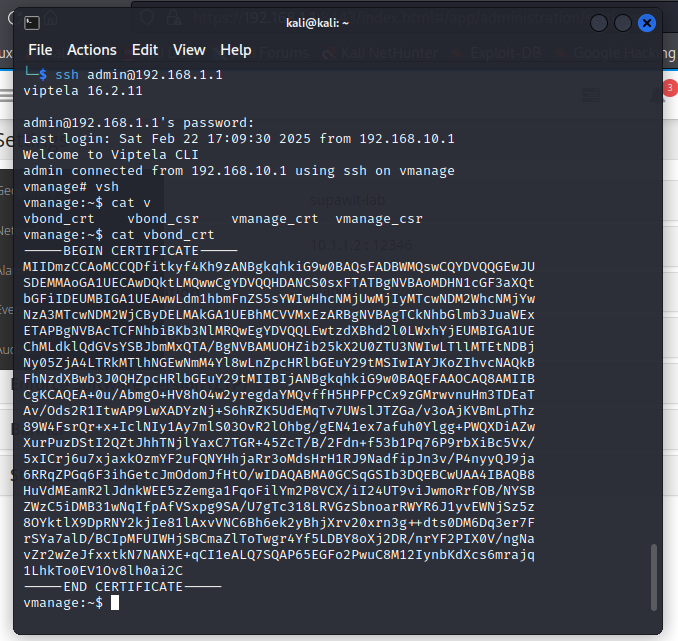 kali@kali: ~
File Actions Edit View Help
└─$ ssh admin@192.168.1.1
viptela 16.2.11
admin@192.168.1.1's password:
Last login: Sat Feb 22 17:09:30 2025 from 192.168.10.1
Welcome to Viptela CLI
admin connected from 192.168.10.1 using ssh on vmanage
vmanage# vsh
vmanage:~$ cat v
vbond_crt vbond_csr vmanage_crt vmanage_csr
vmanage:~$ cat vbond_crt
-----BEGIN CERTIFICATE-----
MIIDmzCCAoMCCQDfitkyf4Kh9zANBgkqhkiG9w0BAQsFADBWMQswCQYDVQQGEwJU
SDEMMAoGA1UECAwDQktLMQwwCgYDVQQHDANCS0sxFTATBgNVBAoMDHN1cGF3aXQt
bGFiIDEUMBIGA1UEAwwLdm1hbmFnZS5sYWIwHhcNMjUwMjIyMTcwNDM2WhcNMjYw
NzA3MTcwNDM2WjCByDELMAkGA1UEBhMCVVMxEzARBgNVBAgTCkNhbGlmb3JuaWEx
ETAPBgNVBAcTCFNhbiBKb3NlMRQwEgYDVQQLEwtzdXBhd2l0LWxhYjEUMBIGA1UE
ChMLdklQdGVsYSBJbmMxQTA/BgNVBAMUOHZib25kX2U0ZTU3NWIwLTllMTEtNDBj
Ny05ZjA4LTRkMTlhNGEwNmM4Yl8wLnZpcHRlbGEuY29tMSIwIAYJKoZIhvcNAQkB
FhNzdXBwb3J0QHZpcHRlbGEuY29tMIIBIjANBgkqhkiG9w0BAQEFAAOCAQ8AMIIB
CgKCAQEA+0u/AbmgO+HV8hO4w2yregdaYMQvffH5HPFPcCx9zGMrwvnuHm3TDEaT
Av/Ods2R1ItwAP9LwXADYzNj+S6hRZK5UdEMqTv7UWslJTZGa/v3oAjKVBmLpThz
89W4FsrQr+x+IclNIy1Ay7mlS03OvR2lOhbg/gEN41ex7afuh0Ylgg+PWQXDiAZw
XurPuzDStI2QZtJhhTNjlYaxC7TGR+45ZcT/B/2Fdn+f53b1Pq76P9rbXiBc5Vx/
5xICrj6u7xjaxkOzmYF2uFQNYHhjaRr3oMdsHrH1RJ9NadfipJn3v/P4nyyQJ9ja
6RRqZPGq6F3ihGetcJmOdomJfHtO/wIDAQABMA0GCSqGSIb3DQEBCwUAA4IBAQB8
HuVdMEamR2lJdnkWEE5zZemga1FqoFilYm2P8VCX/iI24UT9viJwmoRrfOB/NYSB
ZWzC5iDMB31wNqIfpAfVSxpg9SA/U7gTc318LRVGzSbnoarRWYR6J1yvEWNjSz5z
8OYktlX9DpRNY2kjIe81lAxvVNC6Bh6ek2yBhjXrv20xrn3g++dts0DM6Dq3er7F
rSYa7alD/BCIpMFUIWHjSBCmaZlToTwgr4Yf5LDBY8oXj2DR/nrYF2PIX0V/ngNa
vZr2wZeJfxxtkN7NANXE+qCI1eALQ7SQAP65EGFo2PwuC8M12IynbKdXcs6mrajq
1LhkTo0EV1Ov8lh0ai2C
-----END CERTIFICATE-----
vmanage:~$